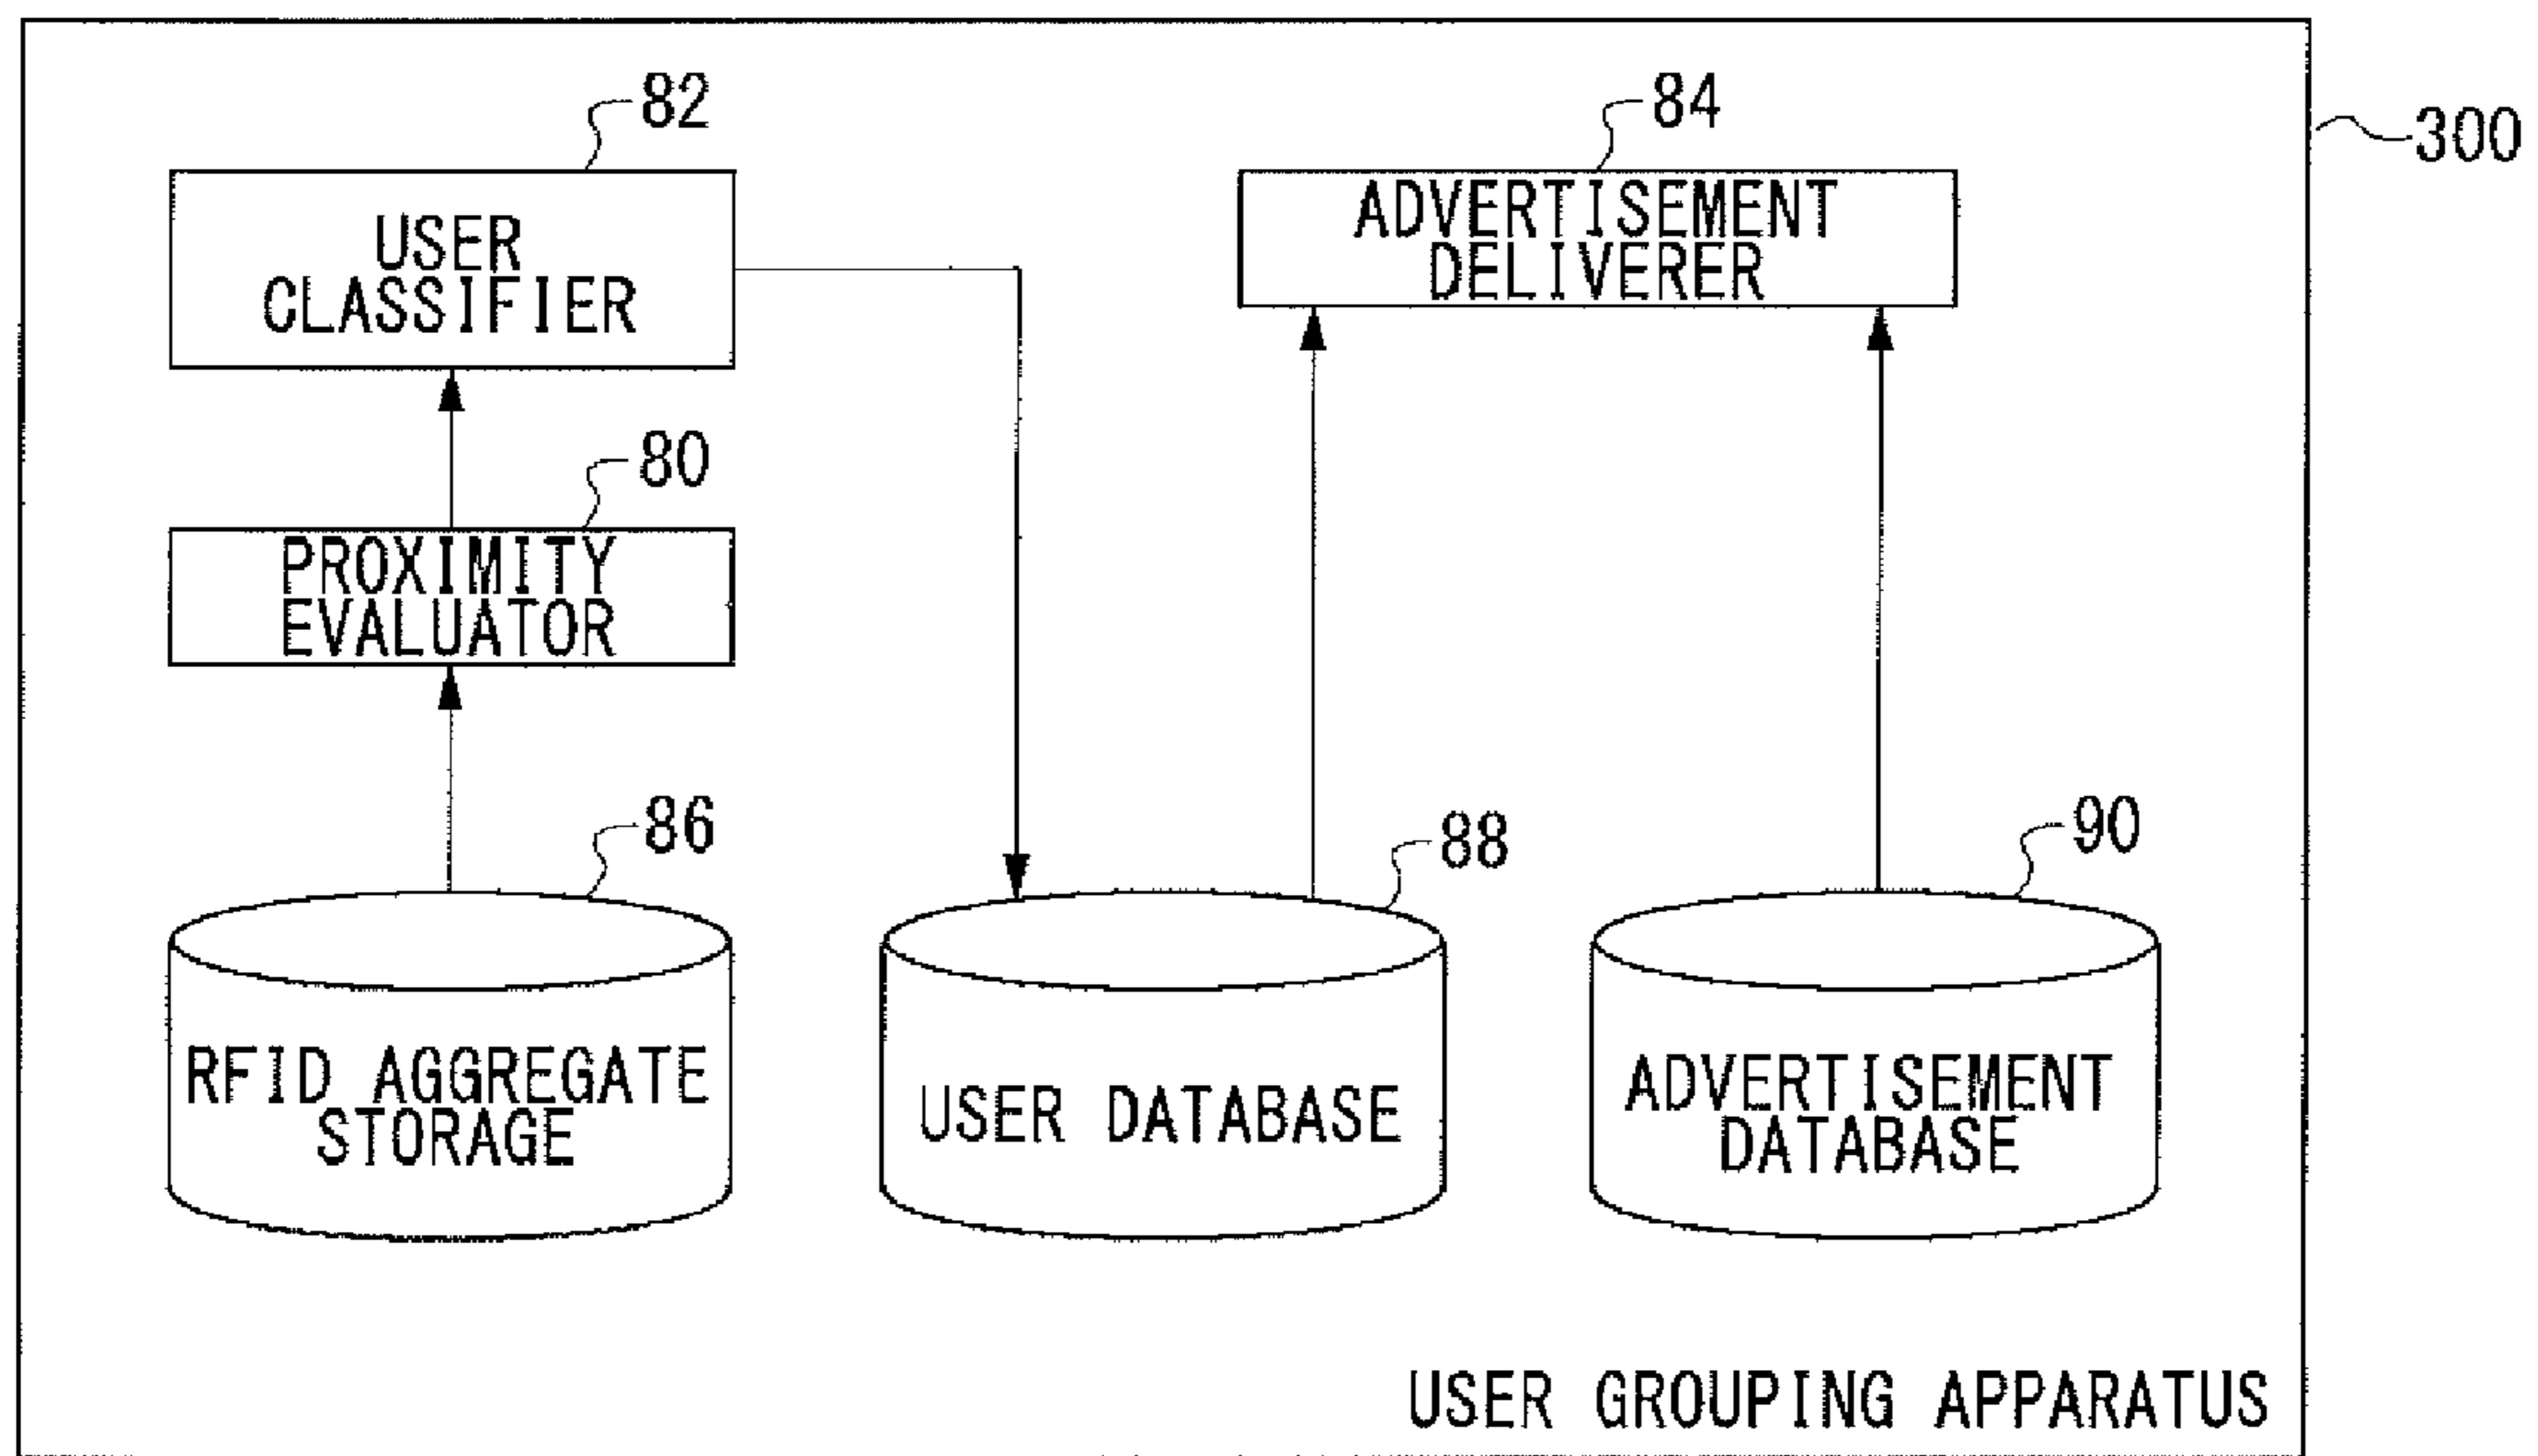 82
84
300
USER
CLASSIFIER
ADVERTISEMENT
DELIVERER
80
PROXIMITY
EVALUATOR
86
88
90
RFID AGGREGATE
STORAGE
USER DATABASE
ADVERTISEMENT
DATABASE
USER GROUPING APPARATUS